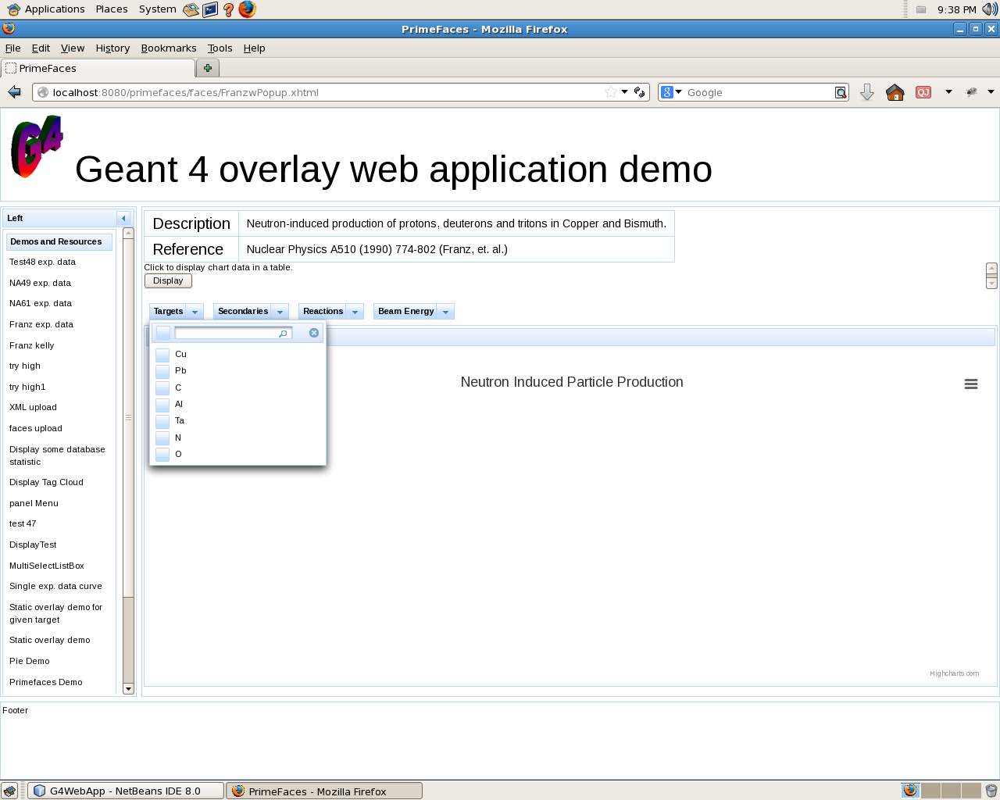 Applications Places System 9:38 PM
PrimeFaces - Mozilla Firefox
File Edit View History Bookmarks Tools Help
PrimeFaces
localhost:8080/primefaces/faces/FranzwPopup.xhtml
8 Google
QJ
G4
Geant 4 overlay web application demo
Left
Demos and Resources
Test48 exp. data
NA49 exp. data
NA61 exp. data
Franz exp. data
Franz kelly
try high
try high1
XML upload
faces upload
Display some database
statistic
Display Tag Cloud
panel Menu
test 47
DisplayTest
MultiSelectListBox
Single exp. data curve
Static overlay demo for
given target
Static overlay demo
Pie Demo
Primefaces Demo
Description Neutron-induced production of protons, deuterons and tritons in Copper and Bismuth.
Reference Nuclear Physics A510 (1990) 774-802 (Franz, et. al.)
Click to display chart data in a table.
Display
Targets Secondaries Reactions Beam Energy
Cu
Pb
C
Al
Ta
N
O
Neutron Induced Particle Production
Highcharts.com
Footer
G4WebApp - NetBeans IDE 8.0
PrimeFaces - Mozilla Firefox